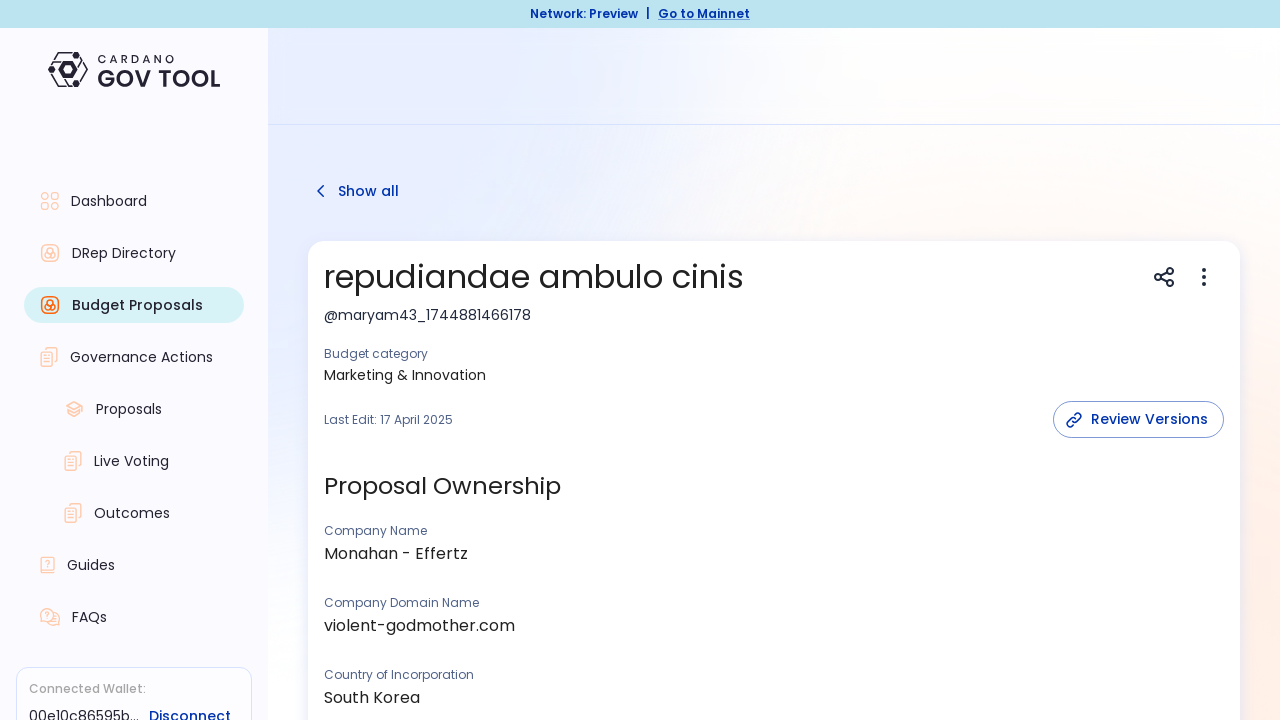 Network: Preview | Go to Mainnet
CARDANO
GOV TOOL
Dashboard
DRep Directory
Budget Proposals
Governance Actions
Proposals
Live Voting
Outcomes
Guides
FAQs
Connected Wallet:
00e10c86595b... Disconnect
Show all
repudiandae ambulo cinis
@maryam43_1744881466178
Budget category
Marketing & Innovation
Last Edit: 17 April 2025
Review Versions
Proposal Ownership
Company Name
Monahan - Effertz
Company Domain Name
violent-godmother.com
Country of Incorporation
South Korea